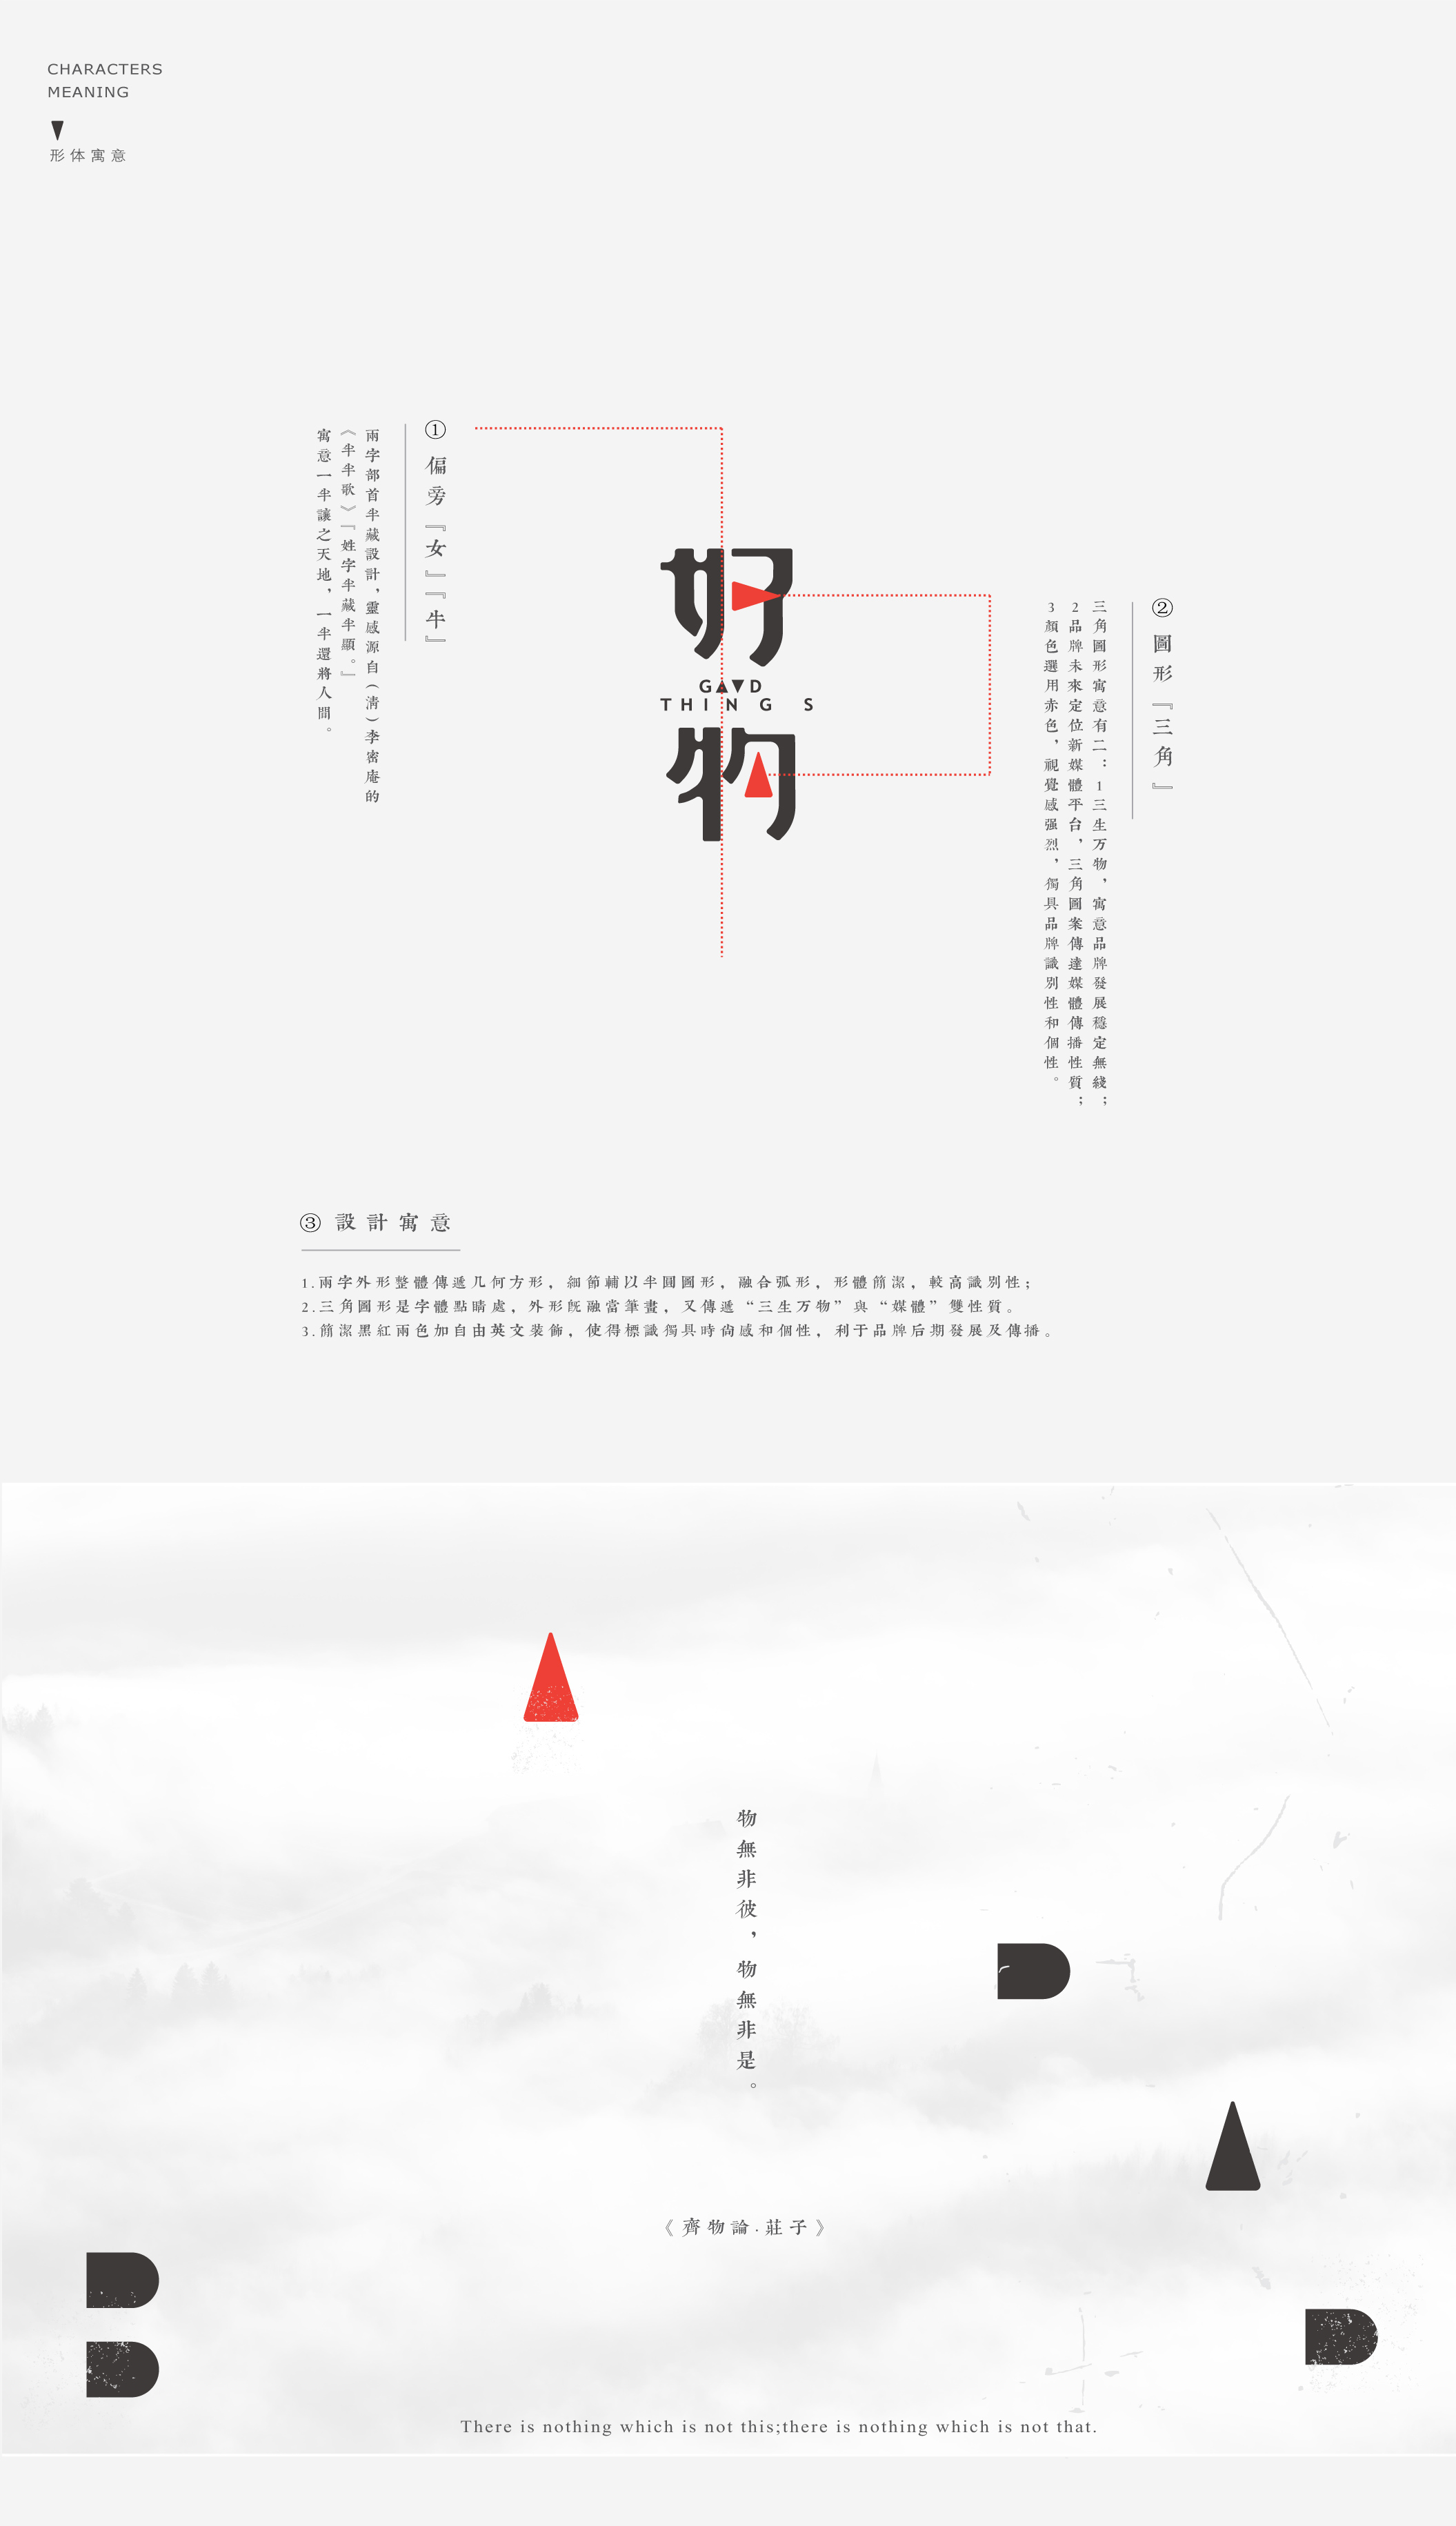 CHARACTERS
MEANING
形体寓意
① 偏旁『女』『牛』
兩字部首半藏設計，靈感源自(清)李密庵的
《半半歌》『姓字半藏半顯。』
寓意一半讓之天地，一半還將人間。
好
GOOD
THINGS
物
② 圖形『三角』
三角圖形寓意有二：1三生万物，寓意品牌發展穩定無綫；
2品牌未來定位新媒體平台，三角圖案傳達媒體傳播性質；
3顏色選用赤色，視覺感强烈，獨具品牌識別性和個性。
③ 設計寓意
1.兩字外形整體傳遞几何方形，細節輔以半圓圖形，融合弧形，形體簡潔，較高識別性；
2.三角圖形是字體點睛處，外形既融當筆畫，又傳遞“三生万物”與“媒體”雙性質。
3.簡潔黑紅兩色加自由英文装飾，使得標識獨具時尚感和個性，利于品牌后期發展及傳播。
物無非彼，物無非是。
《齊物論·莊子》
There is nothing which is not this;there is nothing which is not that.